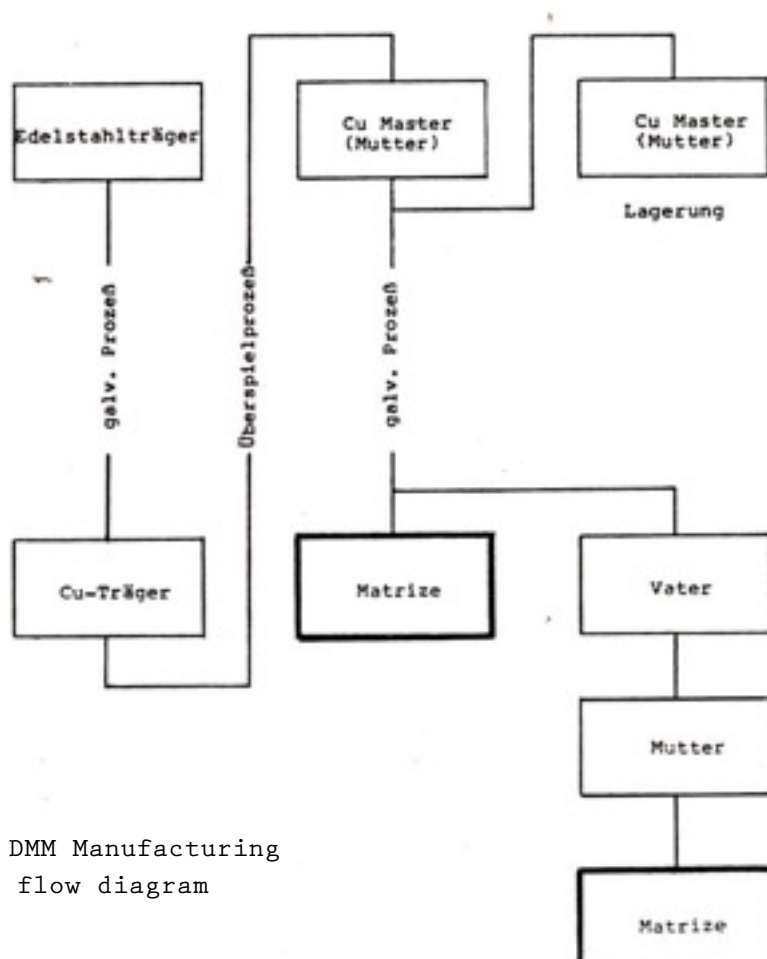 Edelstahlträger
Cu Master
(Mutter)
Cu Master
(Mutter)
Lagerung
galv. Prozeß
Überspielprozeß
galv. Prozeß
Cu-Träger
Matrize
Vater
Mutter
Matrize
DMM Manufacturing
flow diagram